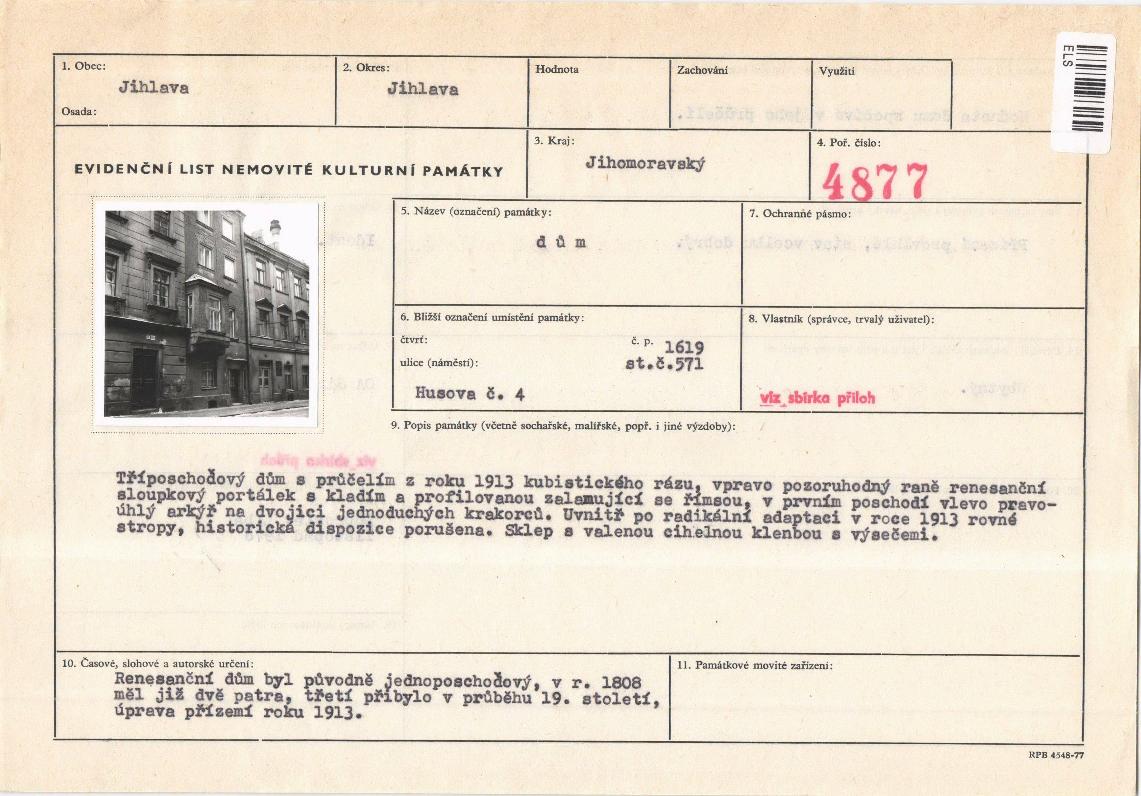 1. Obec:
Jihlava
Osada:
2. Okres:
Jihlava
Hodnota
Zachování
Využití
ELS
EVIDENČNÍ LIST NEMOVITÉ KULTURNÍ PAMÁTKY
3. Kraj:
Jihomoravský
4. Poř. číslo:
4877
5. Název (označení) památky:
dům
7. Ochranné pásmo:
6. Bližší označení umístění památky:
čtvrť:
č. p. 1619
ulice (náměstí):
st.č.571
Husova č. 4
8. Vlastník (správce, trvalý uživatel):
viz sbírka příloh
9. Popis památky (včetně sochařské, malířské, popř. i jiné výzdoby):
Tříposchoďový dům s průčelím z roku 1913 kubistického rázu, vpravo pozoruhodný raně renesanční
sloupkový portálek s kladím a profilovanou zalamující se římsou, v prvním poschodí vlevo pravo-
úhlý arkýř na dvojici jednoduchých krakorců. Uvnitř po radikální adaptaci v roce 1913 rovné
stropy, historická dispozice porušena. Sklep s valenou cihelnou klenbou s výsečemi.
10. Časové, slohové a autorské určení:
Renesanční dům byl původně jednoposchoďový, v r. 1808
měl již dvě patra, třetí přibylo v průběhu 19. století,
úprava přízemí roku 1913.
11. Památkové movité zařízení:
RPB 4548-77